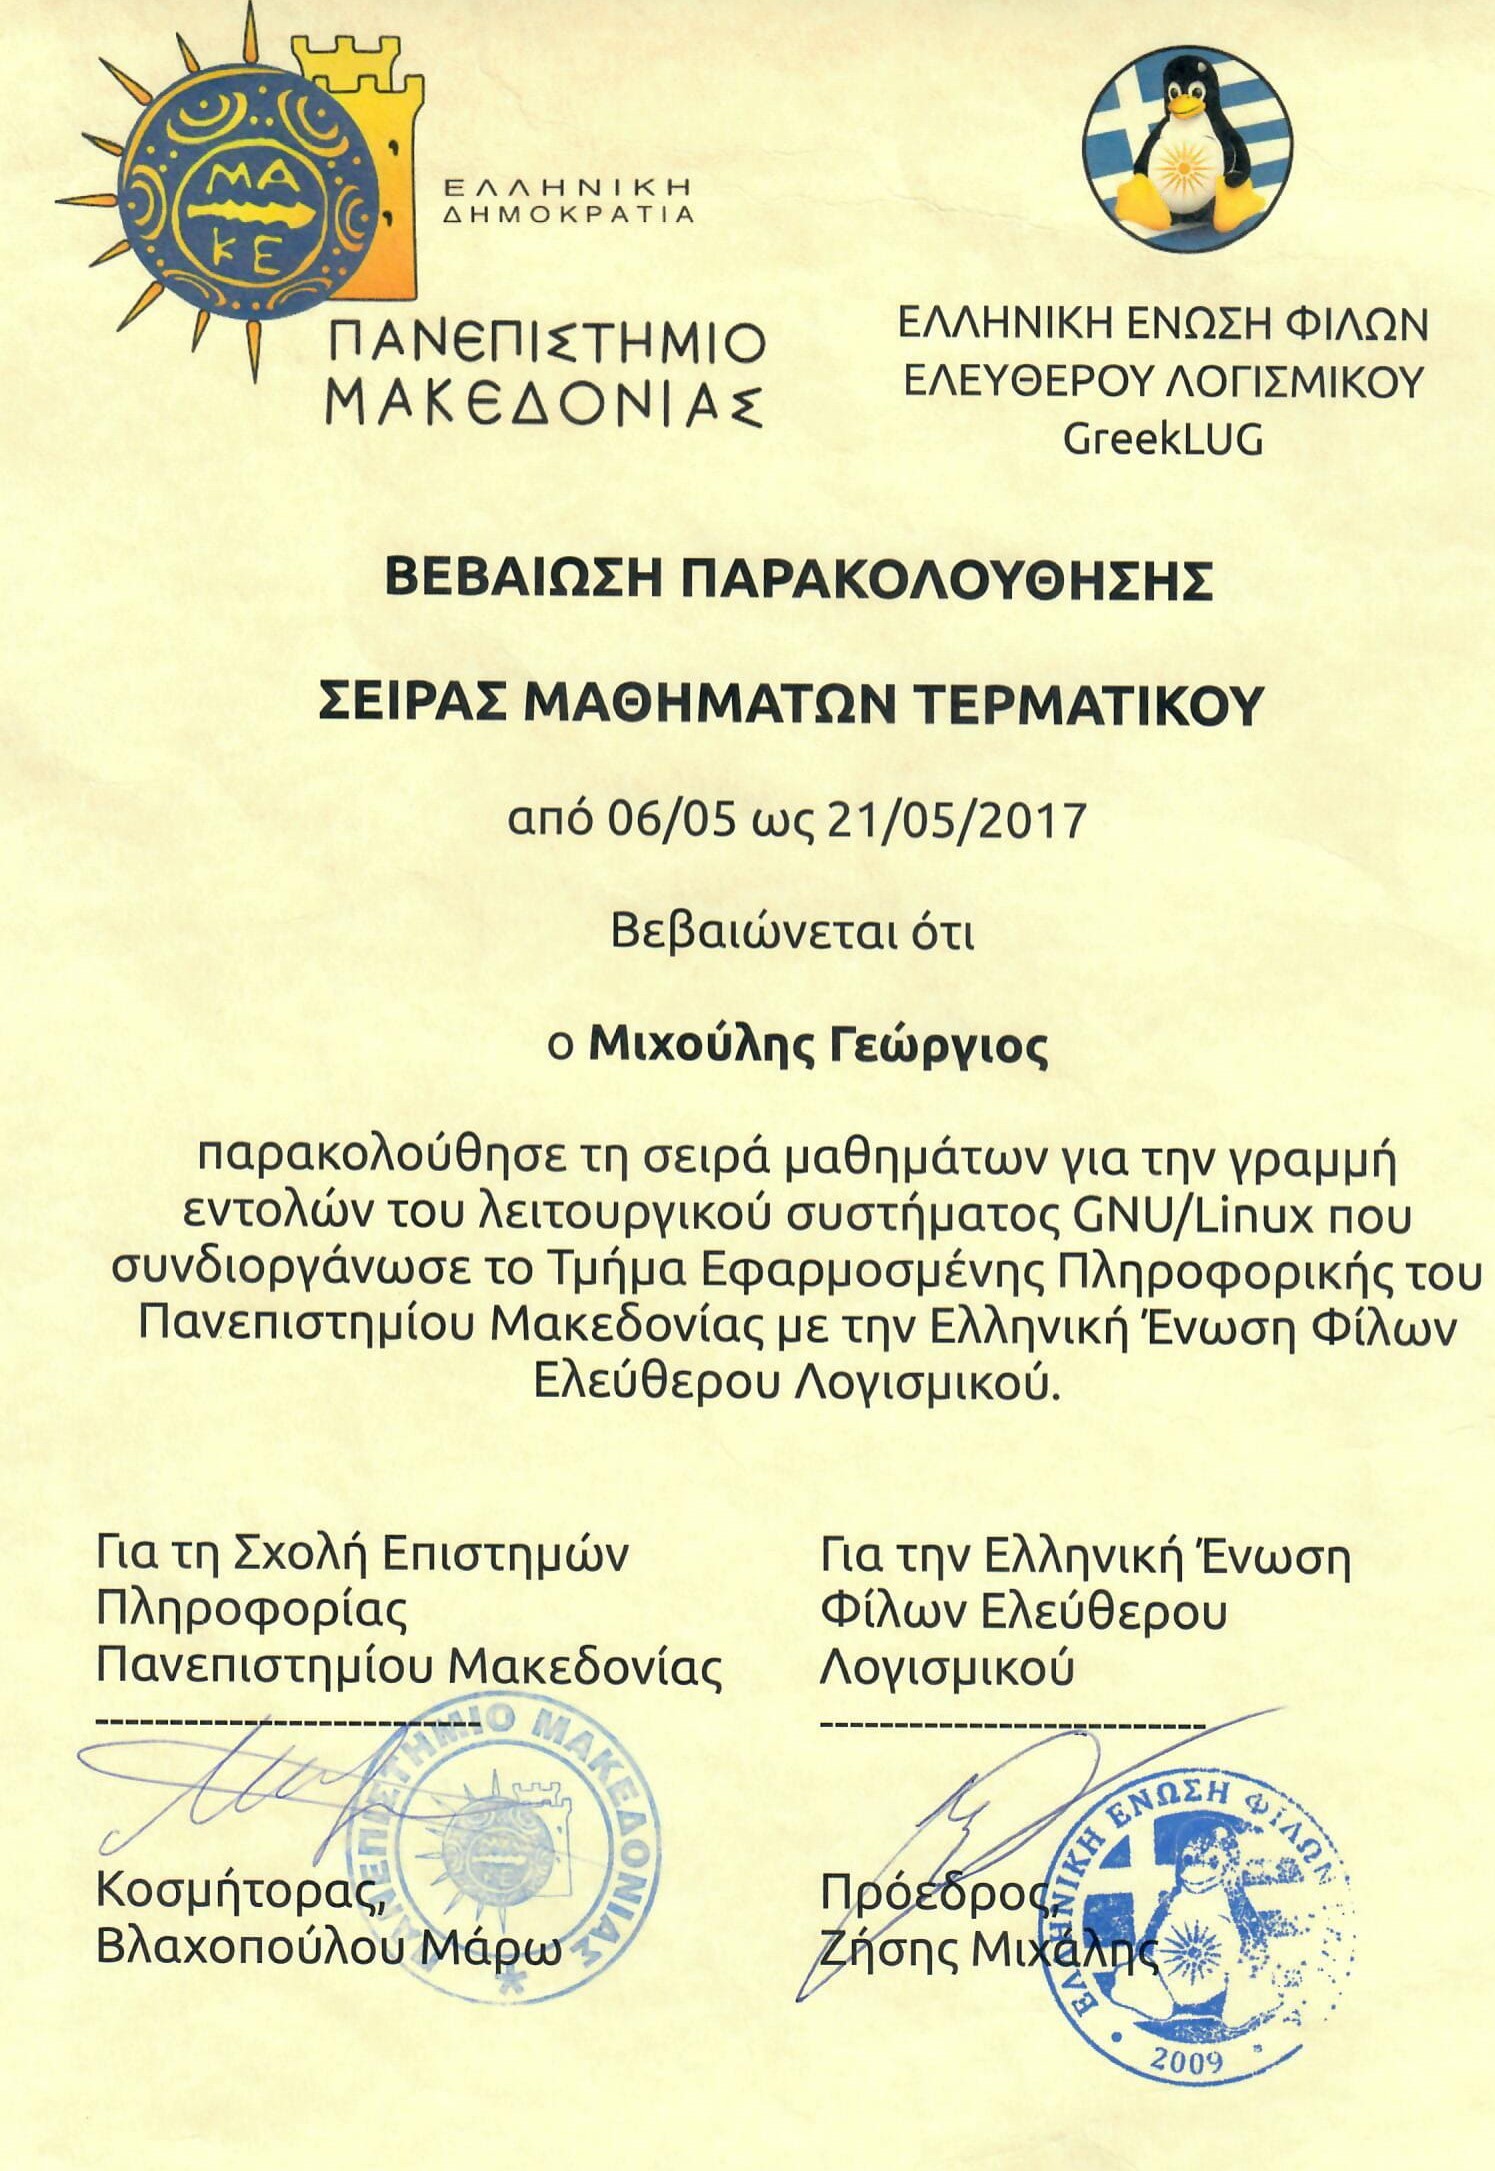 ΜΑ
ΚΕ
ΕΛΛΗΝΙΚΗ
ΔΗΜΟΚΡΑΤΙΑ
ΠΑΝΕΠΙΣΤΗΜΙΟ
ΜΑΚΕΔΟΝΙΑΣ
ΕΛΛΗΝΙΚΗ ΕΝΩΣΗ ΦΙΛΩΝ
ΕΛΕΥΘΕΡΟΥ ΛΟΓΙΣΜΙΚΟΥ
GreekLUG
ΒΕΒΑΙΩΣΗ ΠΑΡΑΚΟΛΟΥΘΗΣΗΣ
ΣΕΙΡΑΣ ΜΑΘΗΜΑΤΩΝ ΤΕΡΜΑΤΙΚΟΥ
από 06/05 ως 21/05/2017
Βεβαιώνεται ότι
ο Μιχούλης Γεώργιος
παρακολούθησε τη σειρά μαθημάτων για την γραμμή
εντολών του λειτουργικού συστήματος GNU/Linux που
συνδιοργάνωσε το Τμήμα Εφαρμοσμένης Πληροφορικής του
Πανεπιστημίου Μακεδονίας με την Ελληνική Ένωση Φίλων
Ελεύθερου Λογισμικού.
Για τη Σχολή Επιστημών
Πληροφορίας
Πανεπιστημίου Μακεδονίας
--------------------------
Κοσμήτορας,
Βλαχοπούλου Μάρω
ΠΑΝΕΠΙΣΤΗΜΙΟ ΜΑΚΕΔΟΝΙΑΣ
Για την Ελληνική Ένωση
Φίλων Ελεύθερου
Λογισμικού
--------------------------
Πρόεδρος,
Ζήσης Μιχάλης
ΕΛΛΗΝΙΚΗ ΕΝΩΣΗ ΦΙΛΩΝ
2009